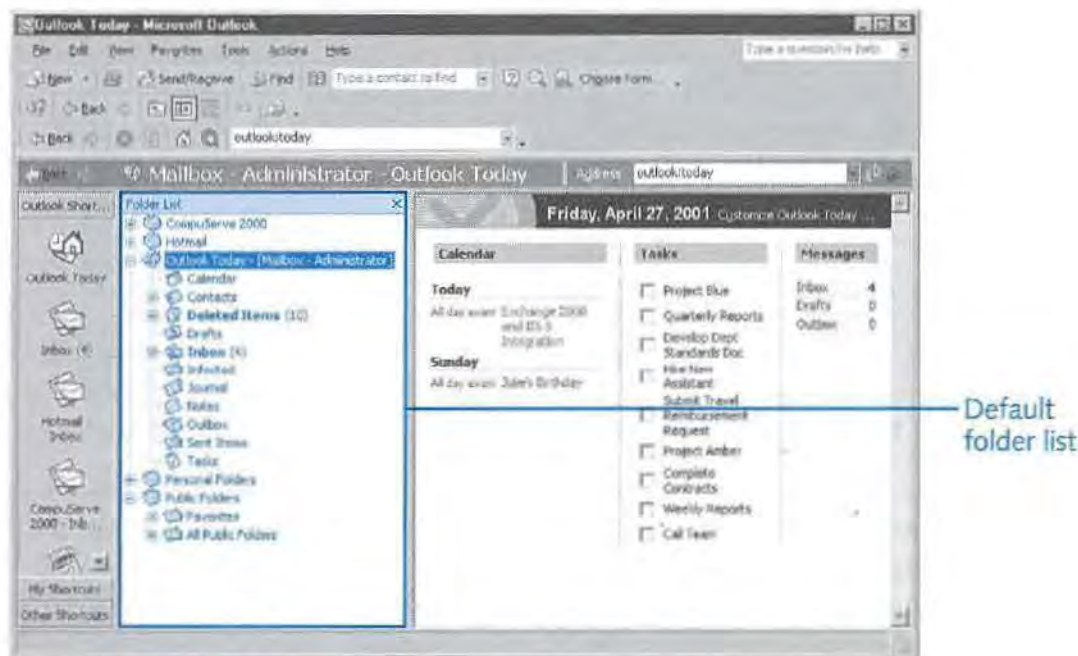 Outlook Today - Microsoft Outlook
File Edit View Favorites Tools Actions Help
Type a question for help
New Send/Receive Find Type a contact to find Choose Form...
Back
Back outlook:today
Mailbox - Administrator - Outlook Today Address outlook:today
Outlook Short...
Outlook Today
Inbox (4)
Hotmail - Inbox
CompuServe 2000 - Inb...
My Shortcuts
Other Shortcuts
Folder List
CompuServe 2000
Hotmail
Outlook Today - [Mailbox - Administrator]
Calendar
Contacts
Deleted Items (10)
Drafts
Inbox (4)
Infected
Journal
Notes
Outbox
Sent Items
Tasks
Personal Folders
Public Folders
Favorites
All Public Folders
Friday, April 27, 2001 Customize Outlook Today ...
Calendar
Today
All day event Exchange 2000
and IIS 5
Integration
Sunday
All day event Julie's Birthday
Tasks
Project Blue
Quarterly Reports
Develop Dept
Standards Doc
Hire New
Assistant
Submit Travel
Reimbursement
Request
Project Amber
Complete
Contracts
Weekly Reports
Call Team
Messages
Inbox 4
Drafts 0
Outbox 0
Default
folder list